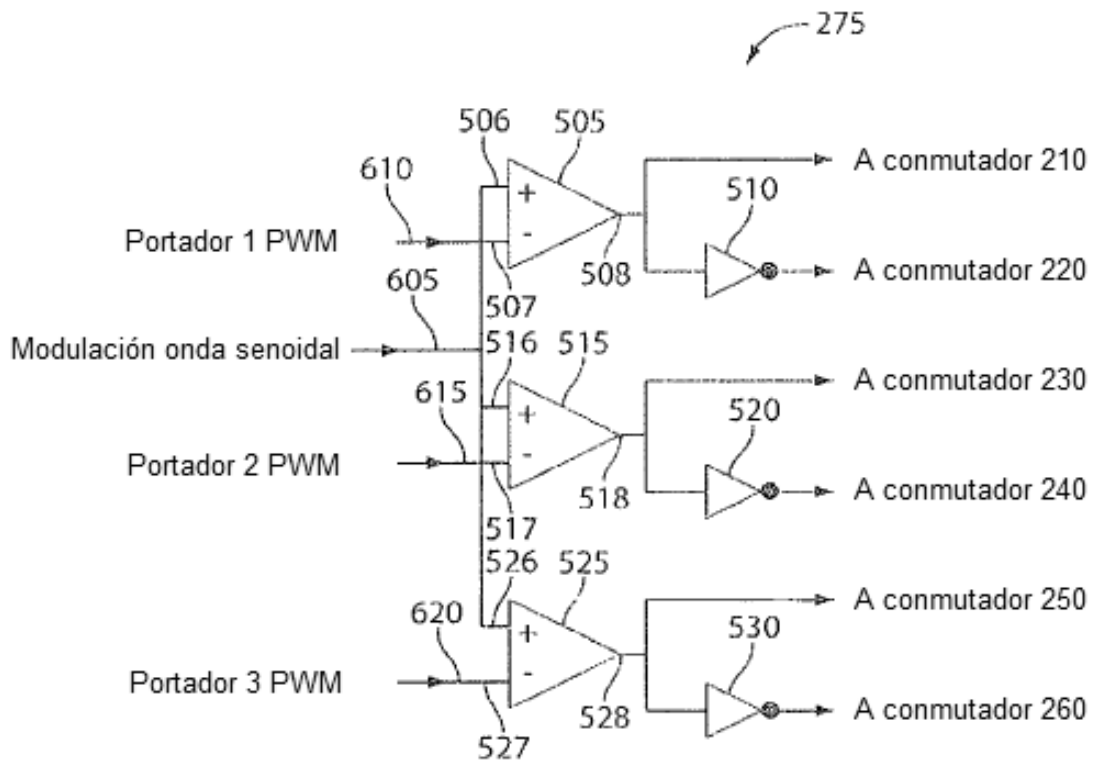 275
506
505
610
+
-
A conmutador 210
510
Portador 1 PWM
508
A conmutador 220
605
507
Modulación onda senoidal
516
515
A conmutador 230
615
+
-
520
Portador 2 PWM
518
A conmutador 240
517
526
525
A conmutador 250
620
+
-
530
Portador 3 PWM
528
A conmutador 260
527